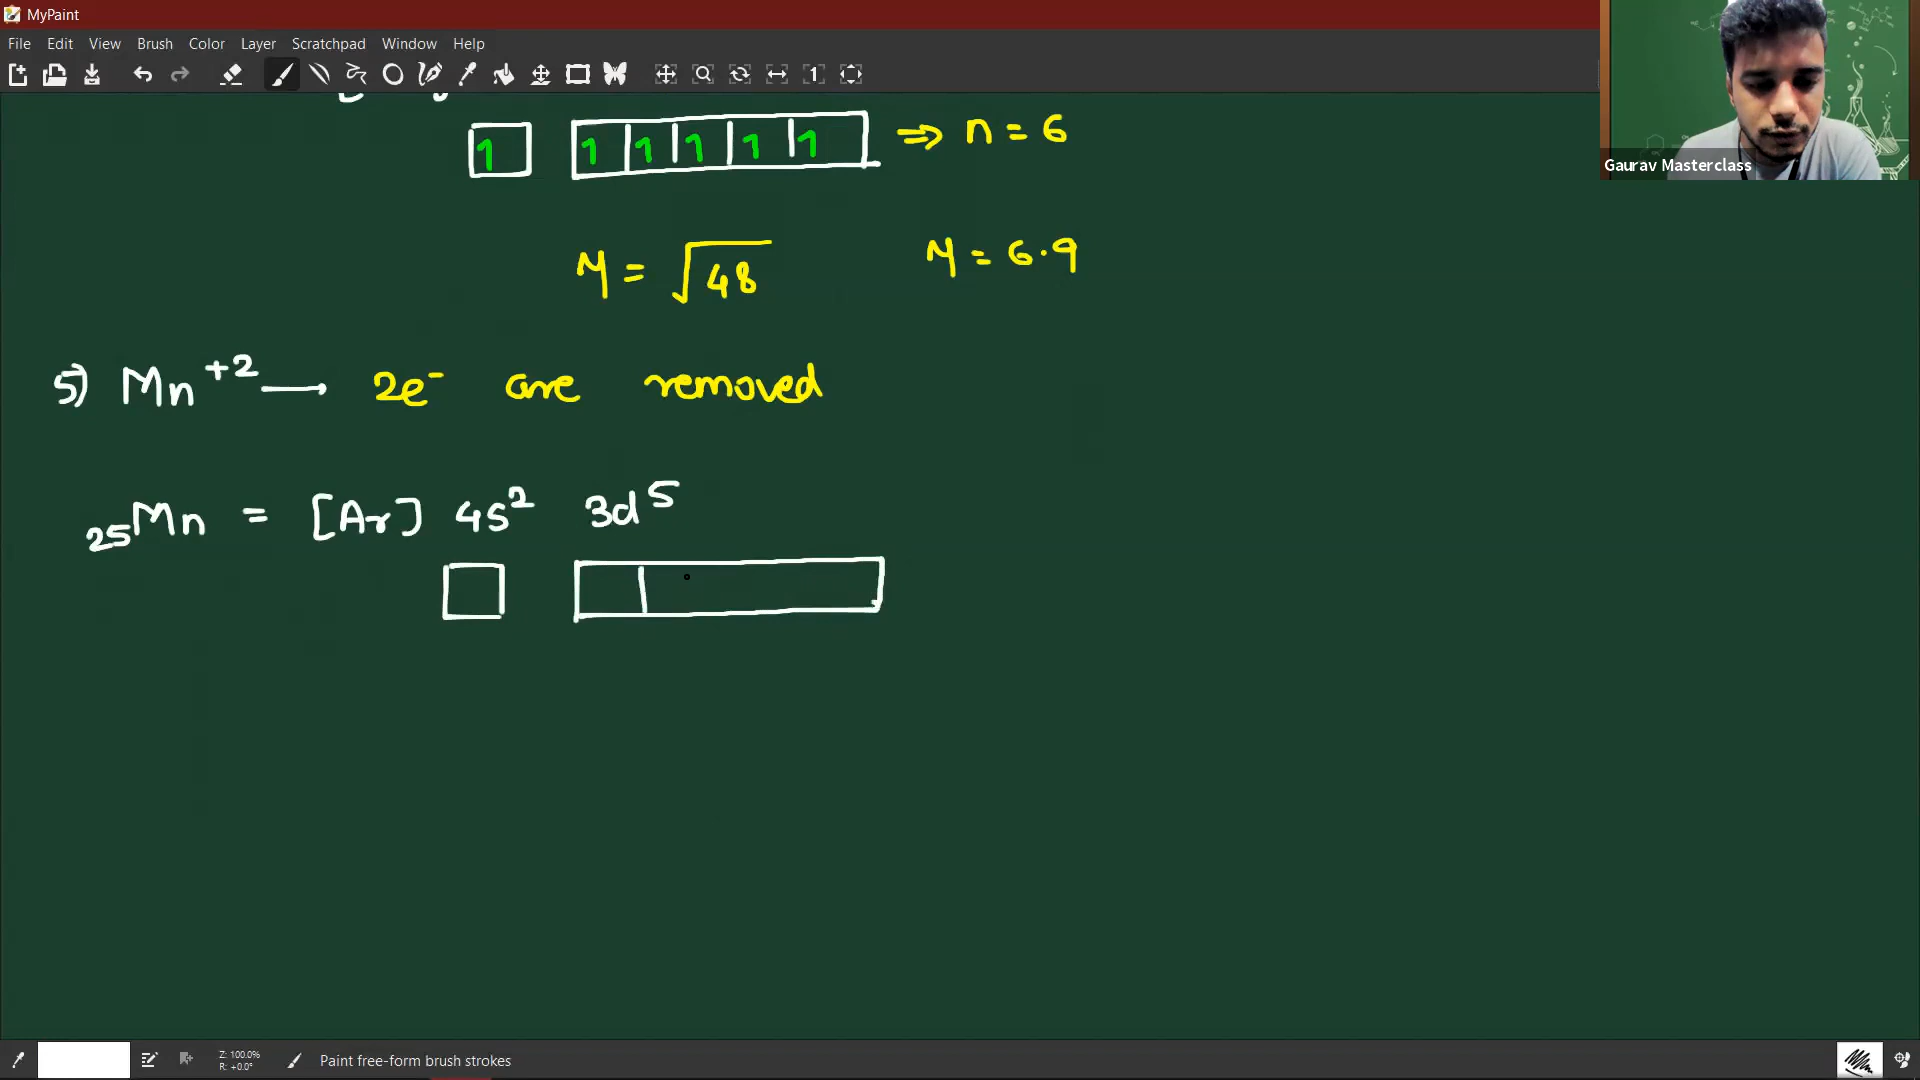 MyPaint
File Edit View Brush Color Layer Scratchpad Window Help
1 1 1 1 1 1 ⇒ n = 6
M = √48 M = 6.9
5) Mn⁺² → 2e⁻ are removed
₂₅Mn = [Ar] 4s² 3d⁵
Gaurav Masterclass
Z: 100.0%
R: +0.0°
Paint free-form brush strokes